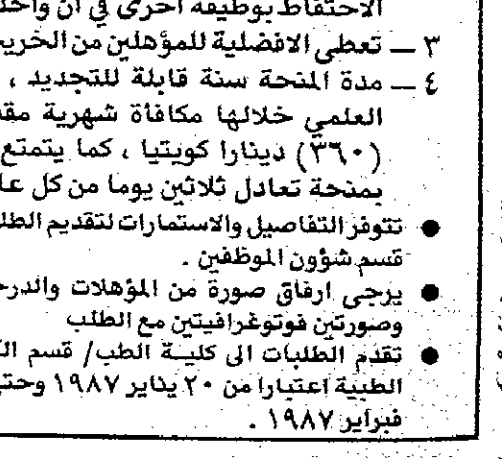 الاحتفاظ بوظيفة أخرى في آن واحد
٣ — تعطى الافضلية للمؤهلين من الخريج
٤ — مدة المنحة سنة قابلة للتجديد ،
العلمي خلالها مكافأة شهرية مقد
(٣٦٠) دينارا كويتيا ، كما يتمتع
بمنحة تعادل ثلاثين يوما من كل عا
● تتوفر التفاصيل والاستمارات لتقديم الطل
قسم شؤون الموظفين .
● يرجى ارفاق صورة من المؤهلات والدرج
وصورتين فوتوغرافيتين مع الطلب
● تقدم الطلبات الى كليـة الطب/ قسم ال
الطبية اعتبارا من ٢٠ يناير ١٩٨٧ وحتى
فبراير ١٩٨٧ .